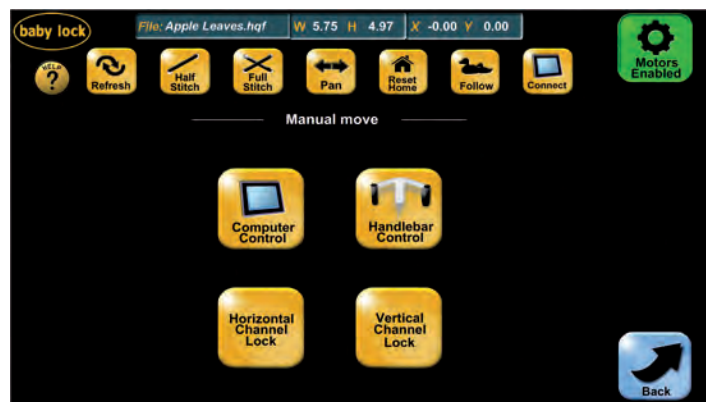 baby lock
File: Apple Leaves.hqf W 5.75 H 4.97 X -0.00 Y 0.00
Motors
Enabled
HELP
?
Refresh
Half
Stitch
Full
Stitch
Pan
Reset
Home
Follow
Connect
Manual move
Computer
Control
Handlebar
Control
Horizontal
Channel
Lock
Vertical
Channel
Lock
Back